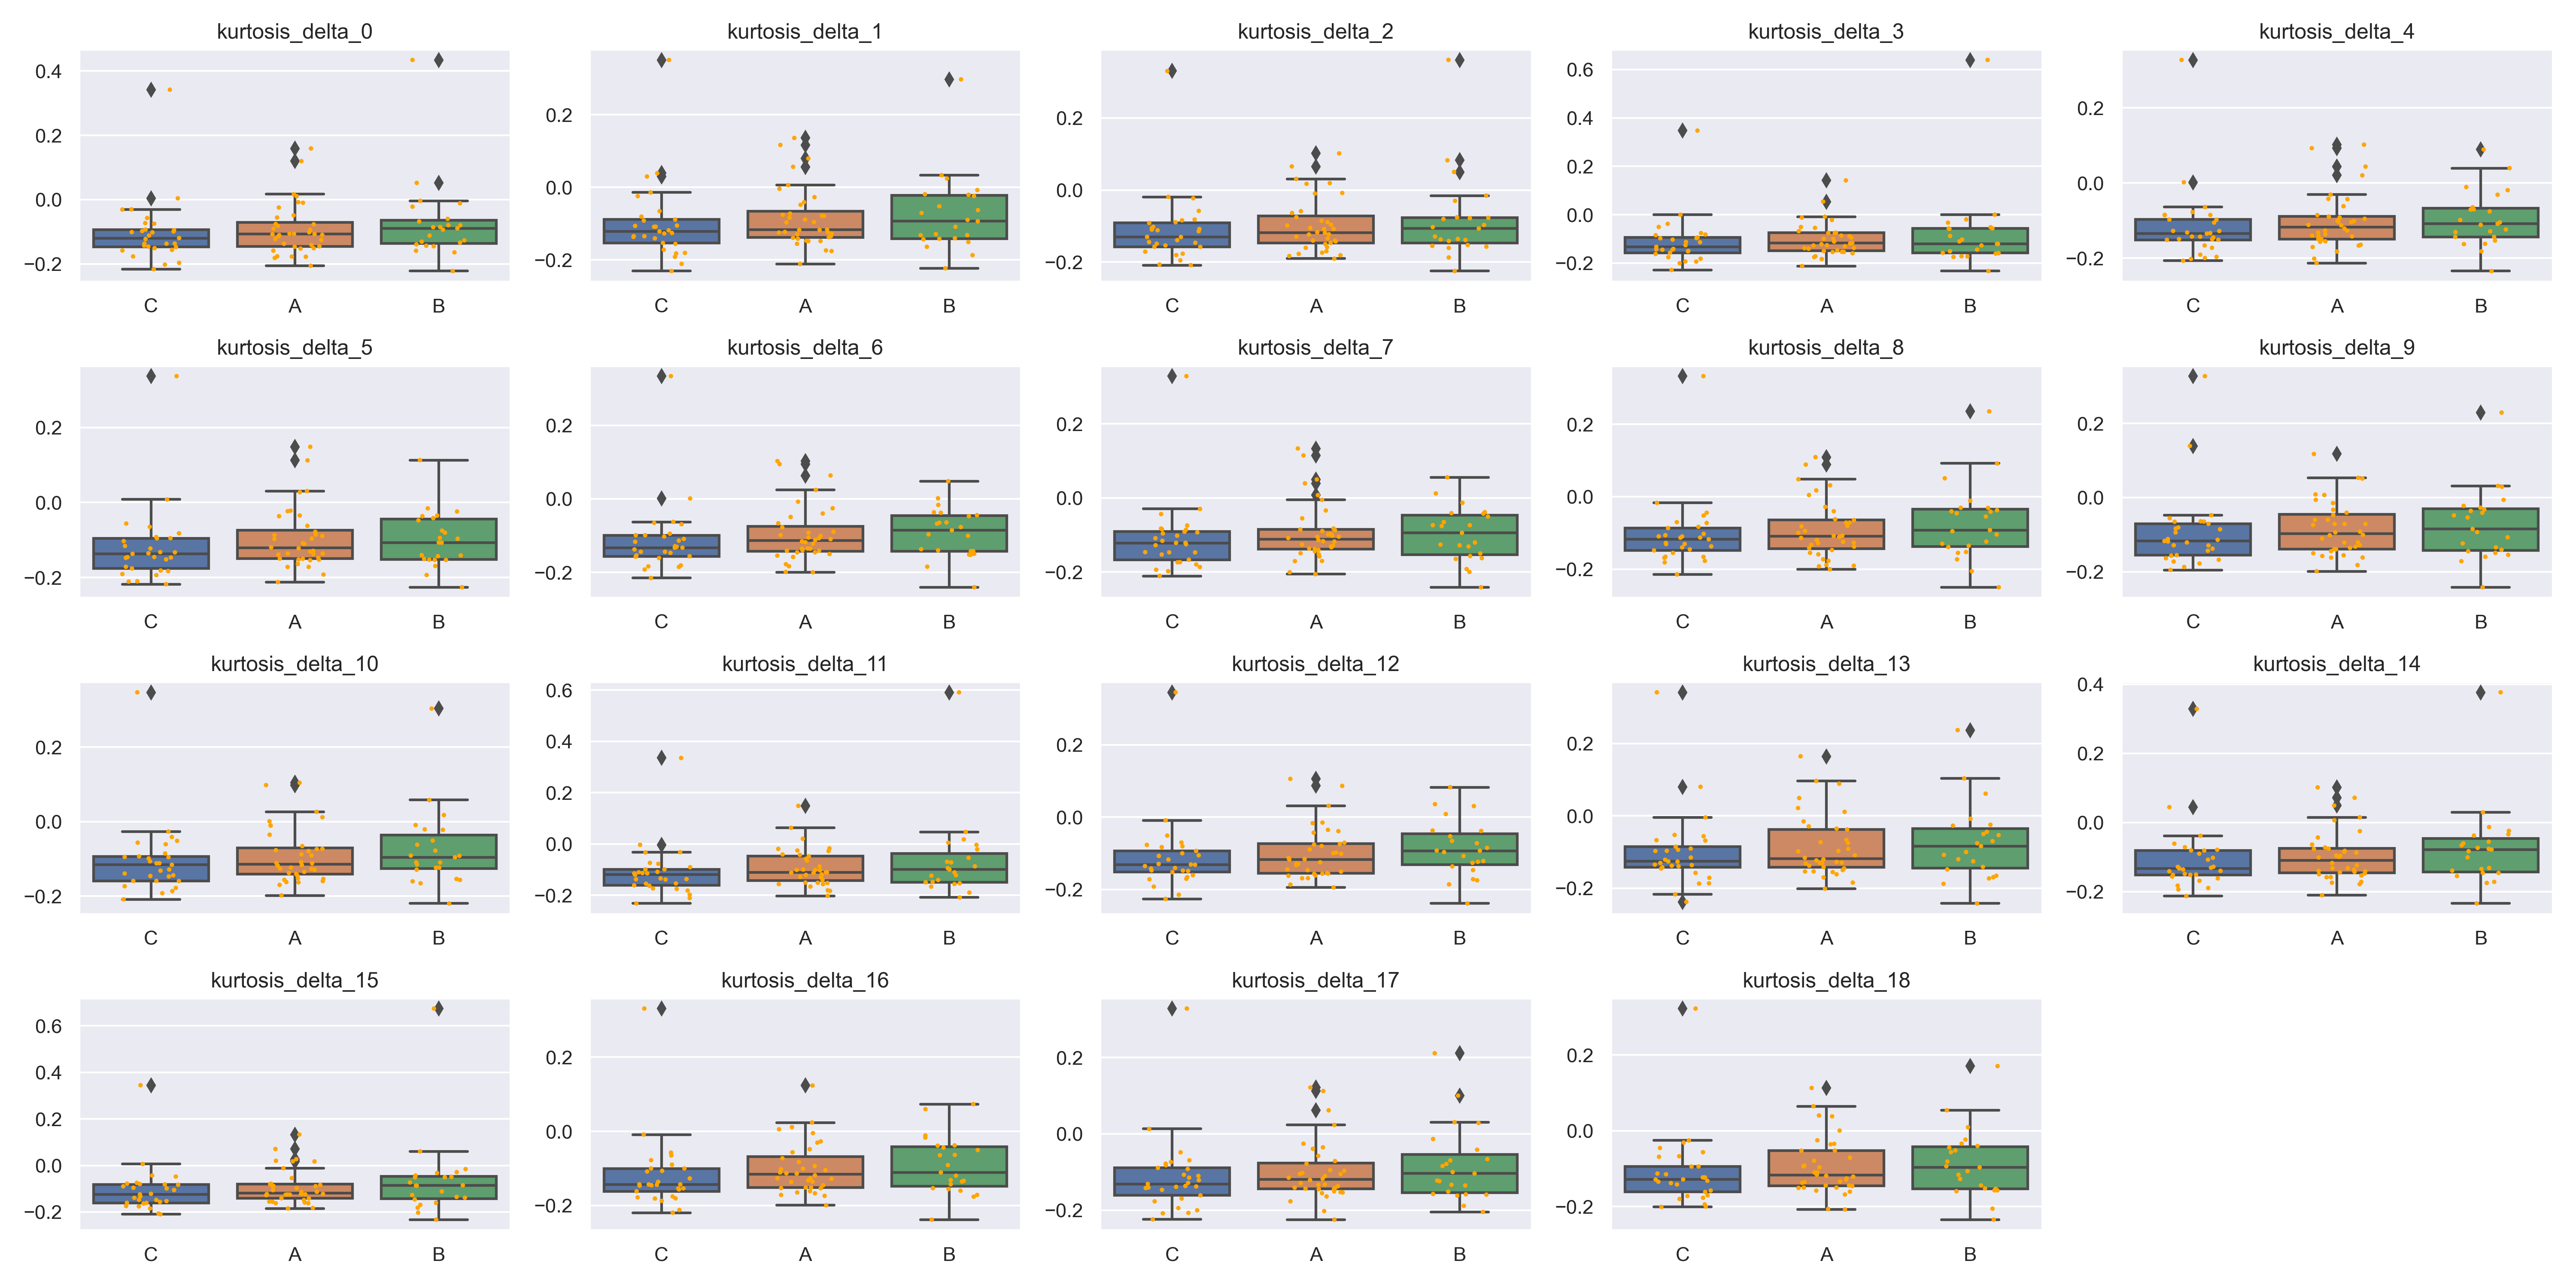 kurtosis_delta_0
0.4
0.2
0.0
−0.2
C A B
kurtosis_delta_1
0.2
0.0
−0.2
C A B
kurtosis_delta_2
0.2
0.0
−0.2
C A B
kurtosis_delta_3
0.6
0.4
0.2
0.0
−0.2
C A B
kurtosis_delta_4
0.2
0.0
−0.2
C A B
kurtosis_delta_5
0.2
0.0
−0.2
C A B
kurtosis_delta_6
0.2
0.0
−0.2
C A B
kurtosis_delta_7
0.2
0.0
−0.2
C A B
kurtosis_delta_8
0.2
0.0
−0.2
C A B
kurtosis_delta_9
0.2
0.0
−0.2
C A B
kurtosis_delta_10
0.2
0.0
−0.2
C A B
kurtosis_delta_11
0.6
0.4
0.2
0.0
−0.2
C A B
kurtosis_delta_12
0.2
0.0
−0.2
C A B
kurtosis_delta_13
0.2
0.0
−0.2
C A B
kurtosis_delta_14
0.4
0.2
0.0
−0.2
C A B
kurtosis_delta_15
0.6
0.4
0.2
0.0
−0.2
C A B
kurtosis_delta_16
0.2
0.0
−0.2
C A B
kurtosis_delta_17
0.2
0.0
−0.2
C A B
kurtosis_delta_18
0.2
0.0
−0.2
C A B